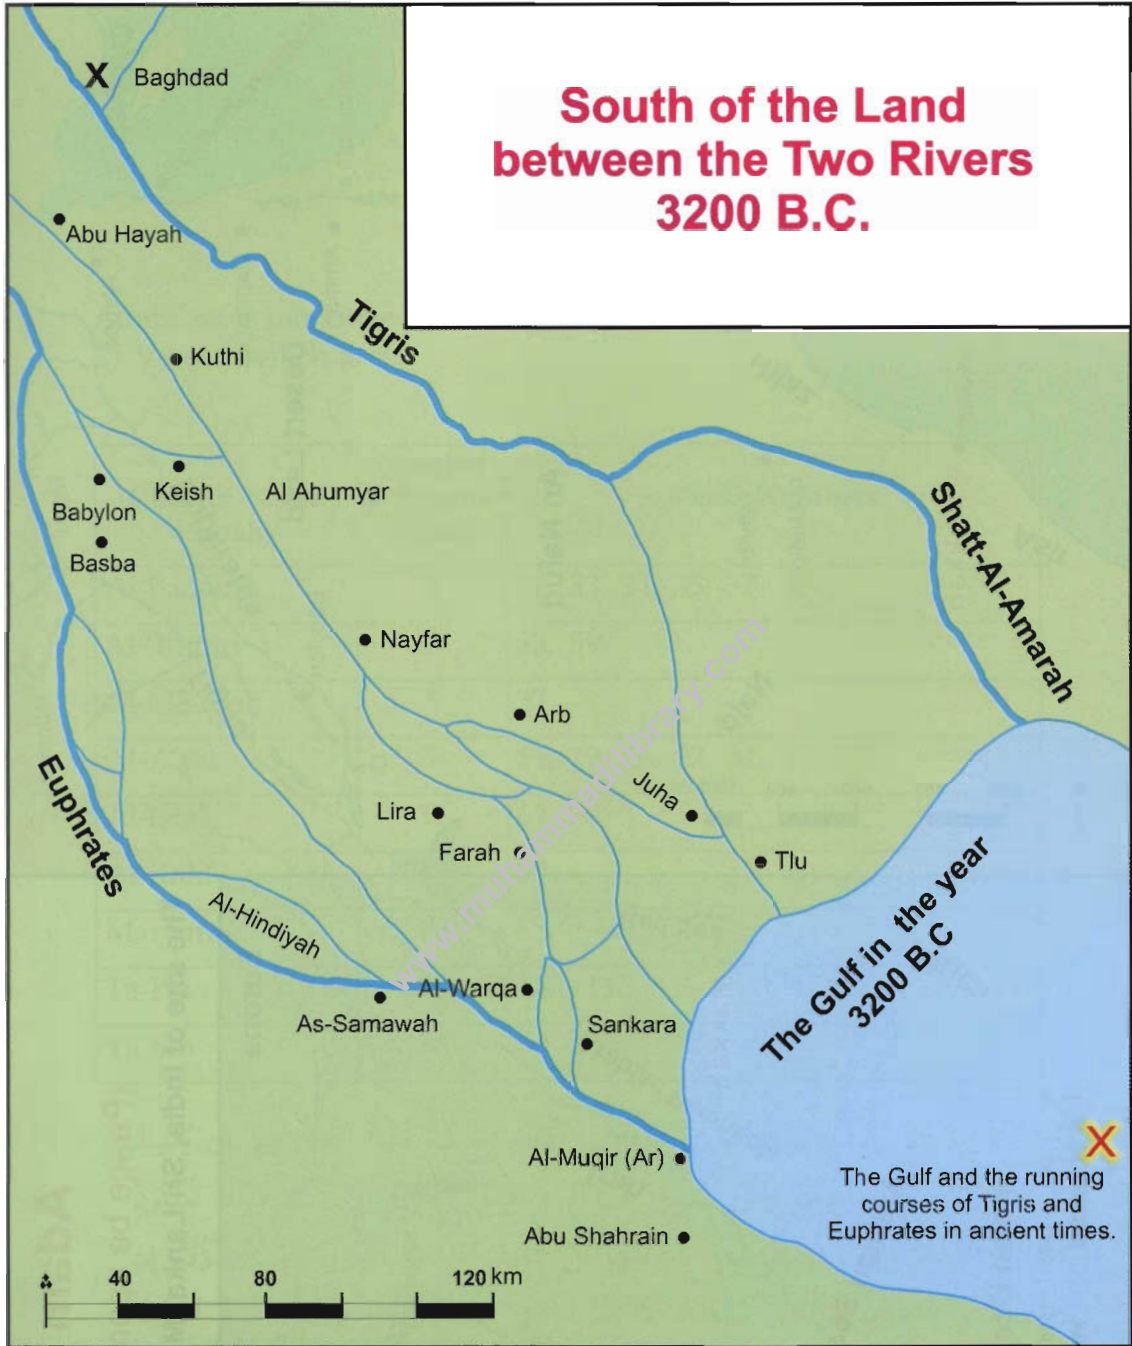 South of the Land
between the Two Rivers
3200 B.C.
X Baghdad
Abu Hayah
Tigris
Kuthi
Keish
Al Ahumyar
Babylon
Basba
Shatt-Al-Amarah
Nayfar
Arb
Euphrates
Juha
Lira
Farah
Tlu
Al-Hindiyah
The Gulf in the year
3200 B.C
Al-Warqa
As-Samawah
Sankara
Al-Muqir (Ar)
Abu Shahrain
X
The Gulf and the running
courses of Tigris and
Euphrates in ancient times.
40 80 120 km
www.muhammadilibrary.com